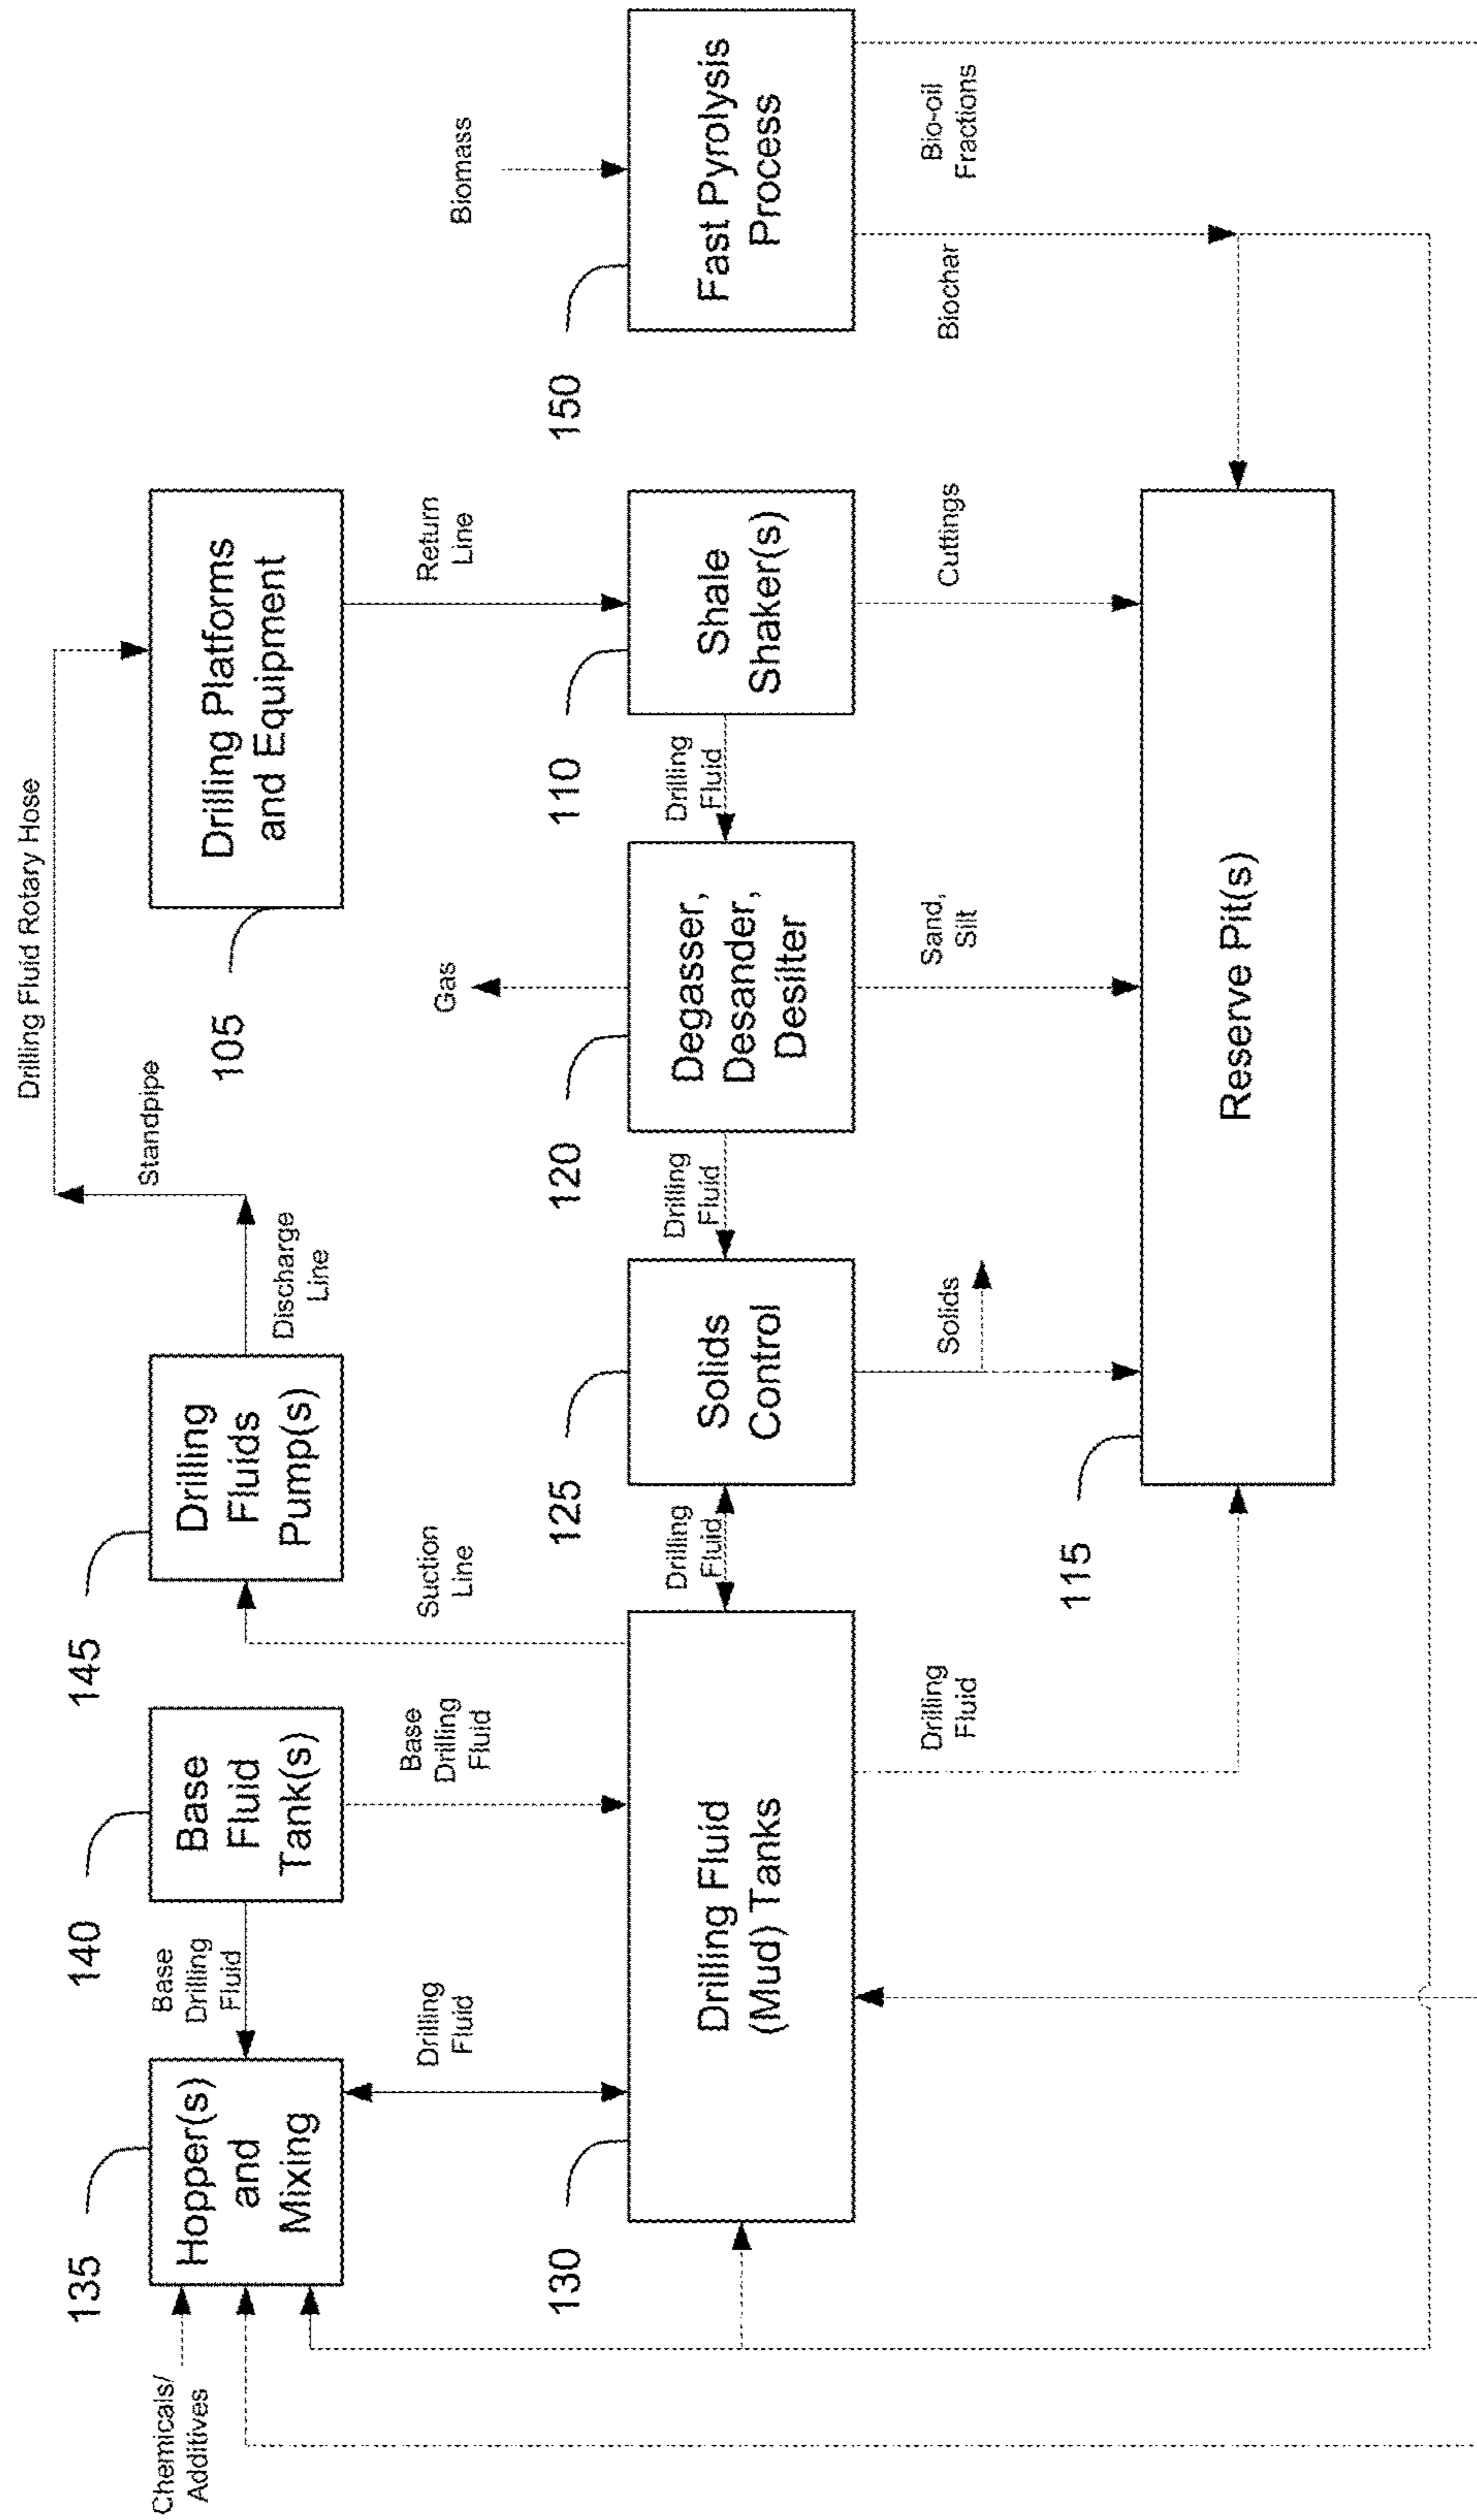 Drilling Fluid Rotary Hose
Standpipe
Discharge
Line
Chemicals/
Additives
135
Hopper(s)
and
Mixing
Base
Drilling
Fluid
140
Base
Fluid
Tank(s)
145
Drilling
Fluids
Pump(s)
105
Drilling Platforms
and Equipment
Drilling
Fluid
Base
Drilling
Fluid
Suction
Line
Gas
Return
Line
Biomass
130
Drilling Fluid
(Mud) Tanks
Drilling
Fluid
125
Solids
Control
Drilling
Fluid
120
Degasser,
Desander,
Desilter
Drilling
Fluid
110
Shale
Shaker(s)
150
Fast Pyrolysis
Process
Drilling
Fluid
Solids
Sand,
Silt
Cuttings
Biochar
Bio-oil
Fractions
115
Reserve Pit(s)